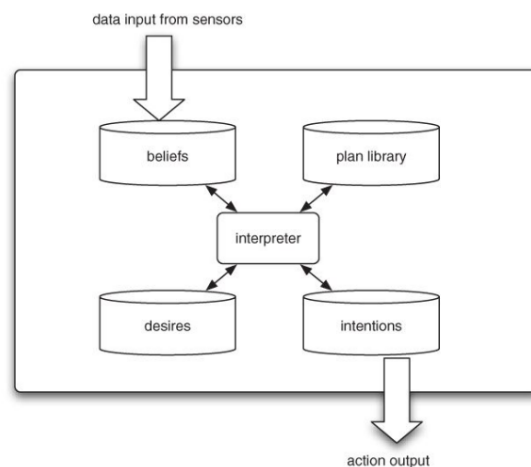 data input from sensors
beliefs
plan library
interpreter
desires
intentions
action output